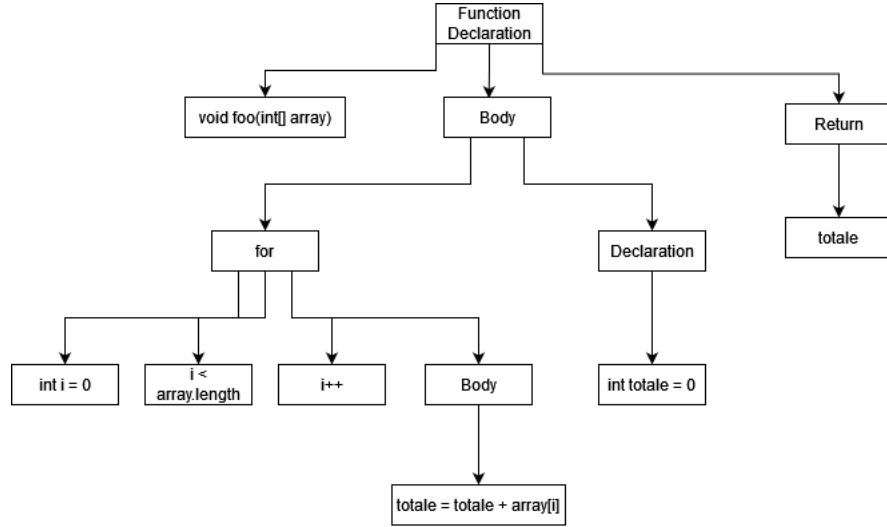 Function
Declaration
void foo(int[] array)
Body
Return
for
Declaration
totale
int i = 0
i <
array.length
i++
Body
int totale = 0
totale = totale + array[i]